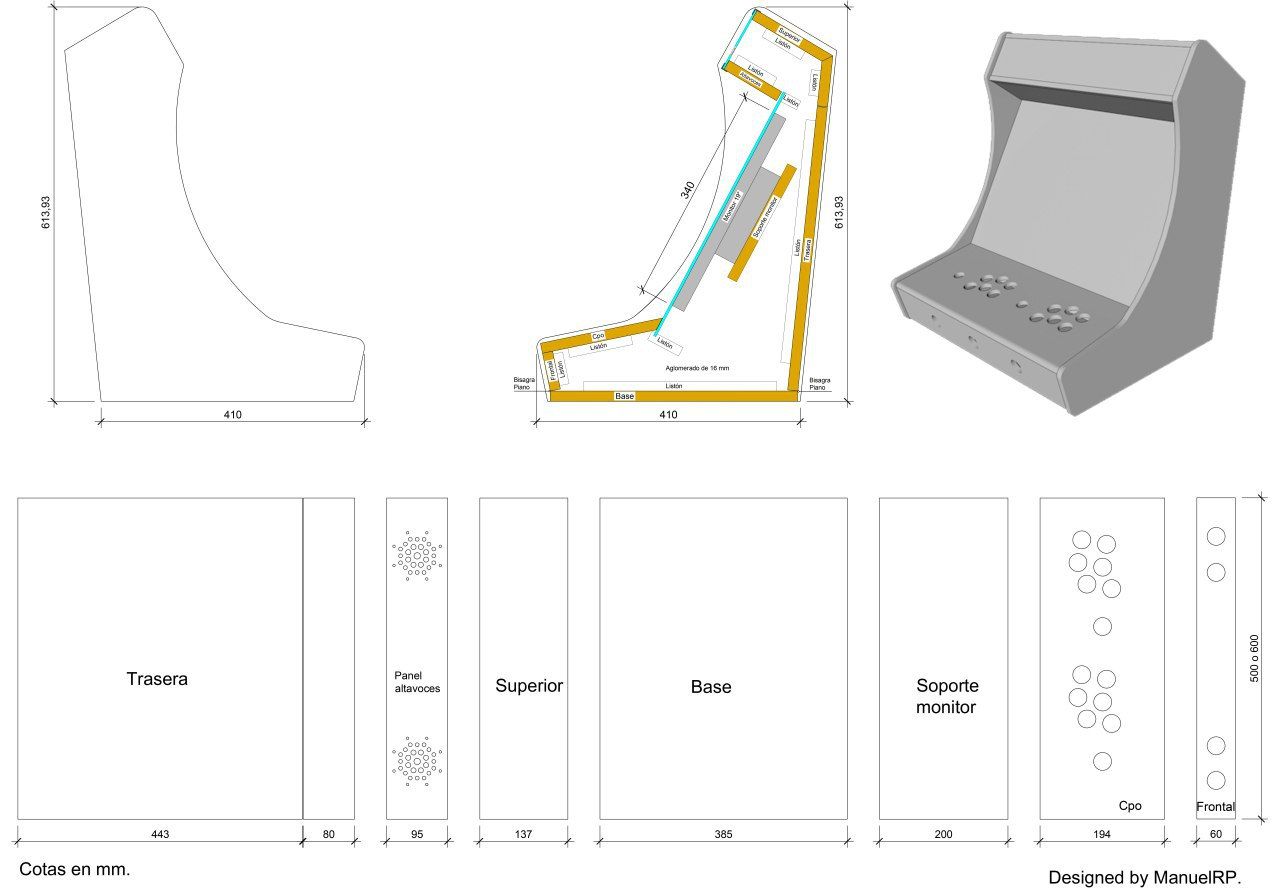 613,93
410
Superior
Listón
Listón
Altavoces
Listón
Listón
340
Monitor 19"
Soporte monitor
Listón
Trasera
613,93
Cpo
Listón
Listón
Frontal
Listón
Aglomerado de 16 mm
Bisagra
Piano
Listón
Bisagra
Piano
Base
410
Trasera
Panel
altavoces
Superior
Base
Soporte
monitor
Cpo
Frontal
500 o 600
443
80
95
137
385
200
194
60
Cotas en mm.
Designed by ManuelRP.